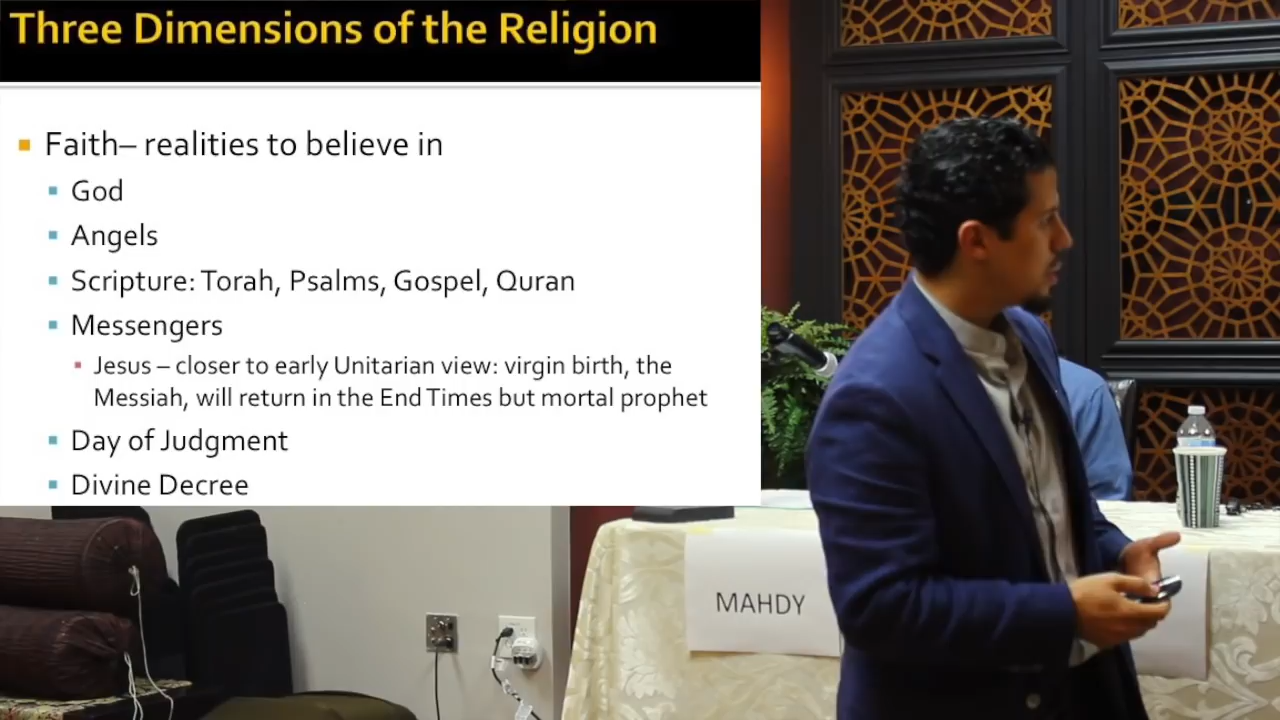 Three Dimensions of the Religion
Faith– realities to believe in
God
Angels
Scripture: Torah, Psalms, Gospel, Quran
Messengers
Jesus – closer to early Unitarian view: virgin birth, the
Messiah, will return in the End Times but mortal prophet
Day of Judgment
Divine Decree
MAHDY